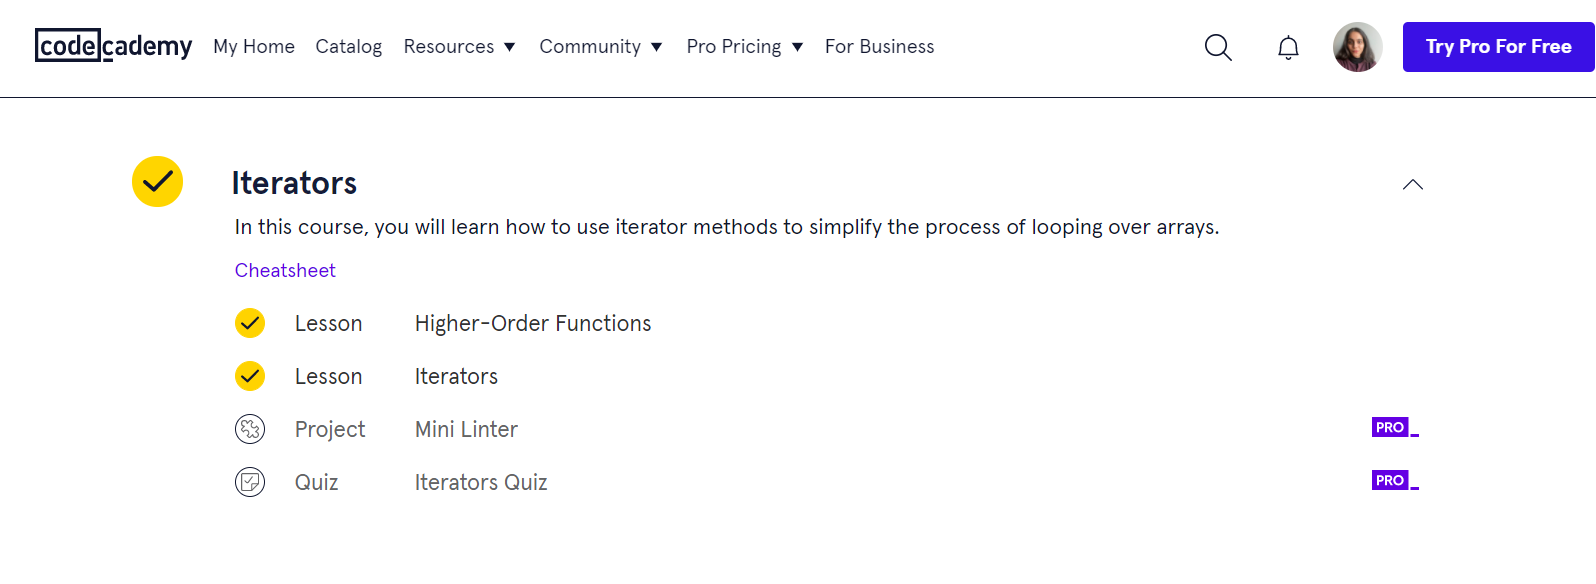 codecademy My Home Catalog Resources Community Pro Pricing For Business Try Pro For Free
Iterators
In this course, you will learn how to use iterator methods to simplify the process of looping over arrays.
Cheatsheet
Lesson Higher-Order Functions
Lesson Iterators
Project Mini Linter PRO_
Quiz Iterators Quiz PRO_